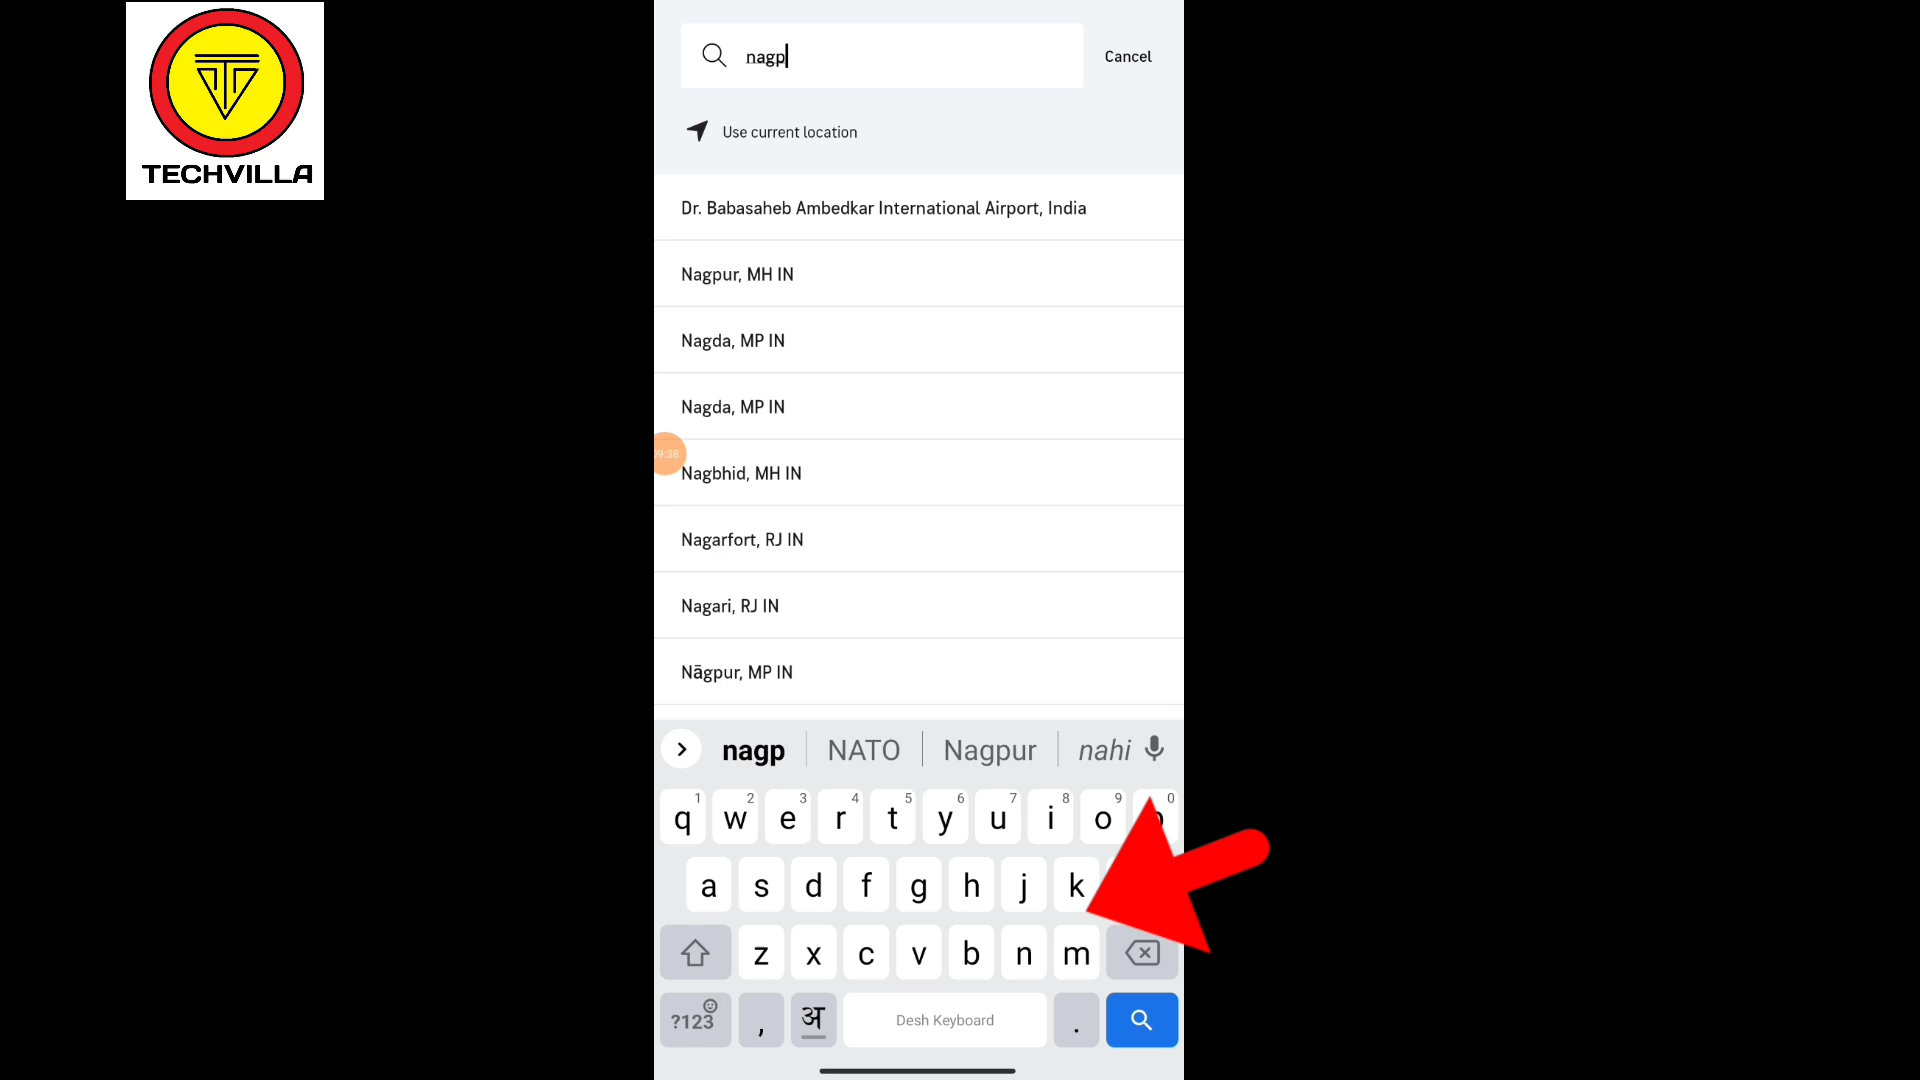 TECHVILLA
nagp
Cancel
Use current location
Dr. Babasaheb Ambedkar International Airport, India
Nagpur, MH IN
Nagda, MP IN
Nagda, MP IN
Nagbhid, MH IN
Nagarfort, RJ IN
Nagari, RJ IN
Nāgpur, MP IN
nagp NATO Nagpur nahi
1 2 3 4 5 6 7 8 9 0
q w e r t y u i o
a s d f g h j k
z x c v b n m
?123 , अ Desh Keyboard .